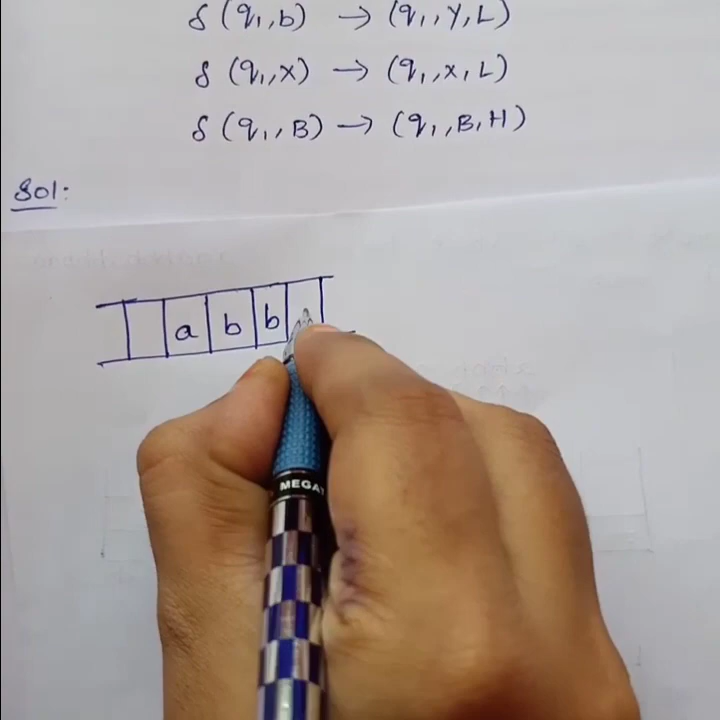 δ (q₁, b) → (q₁, Y, L)
δ (q₁, X) → (q₁, X, L)
δ (q₁, B) → (q₁, B, H)
Sol:
a b b
MEGA